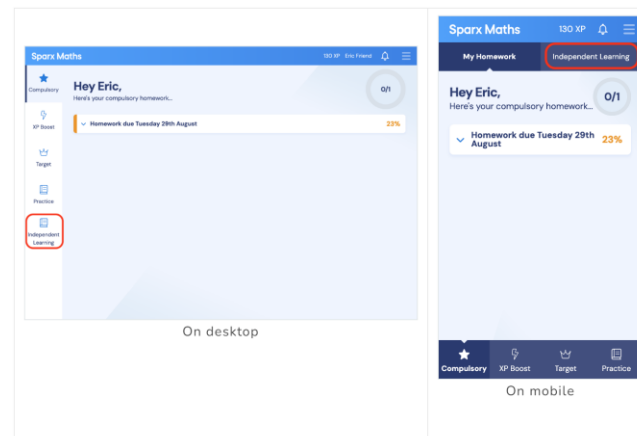 Sparx Maths
130 XP Eric Friend
Compulsory
XP Boost
Target
Practice
Independent
Learning
Hey Eric,
Here's your compulsory homework...
0/1
Homework due Tuesday 29th August
23%
On desktop
Sparx Maths
130 XP
My Homework
Independent Learning
Hey Eric,
Here's your compulsory homework...
0/1
Homework due Tuesday 29th
August
23%
Compulsory
XP Boost
Target
Practice
On mobile